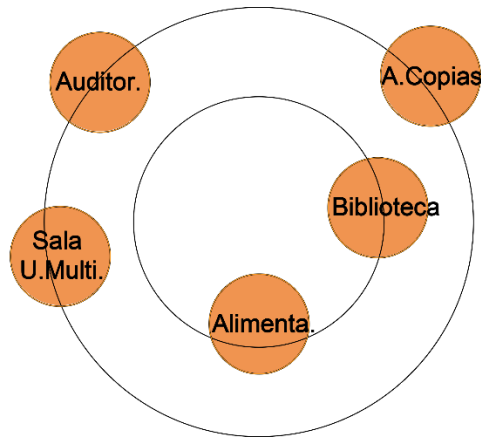 Auditor.
A.Copias
Biblioteca
Sala
U.Multi.
Alimenta.